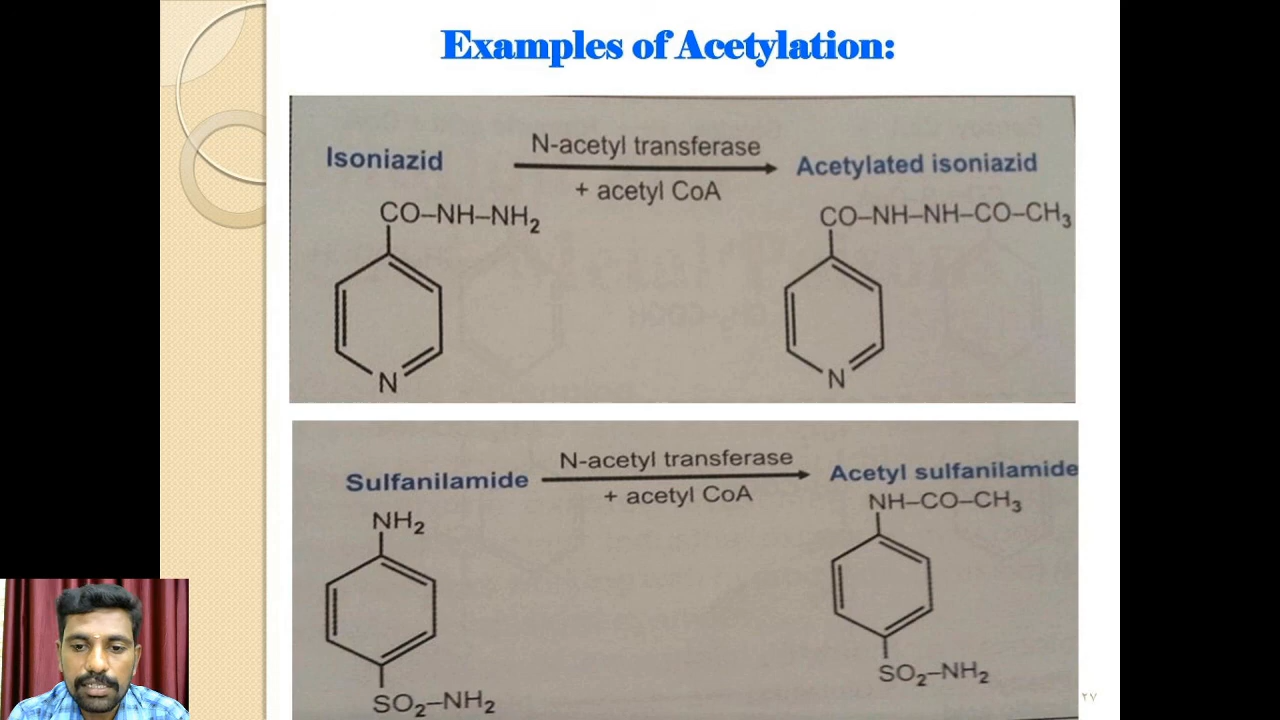 Examples of Acetylation:
Isoniazid
N-acetyl transferase
+ acetyl CoA
Acetylated isoniazid
CO–NH–NH₂
CO–NH–NH–CO–CH₃
N
N
Sulfanilamide
N-acetyl transferase
+ acetyl CoA
Acetyl sulfanilamide
NH₂
NH–CO–CH₃
SO₂–NH₂
SO₂–NH₂
٢٧